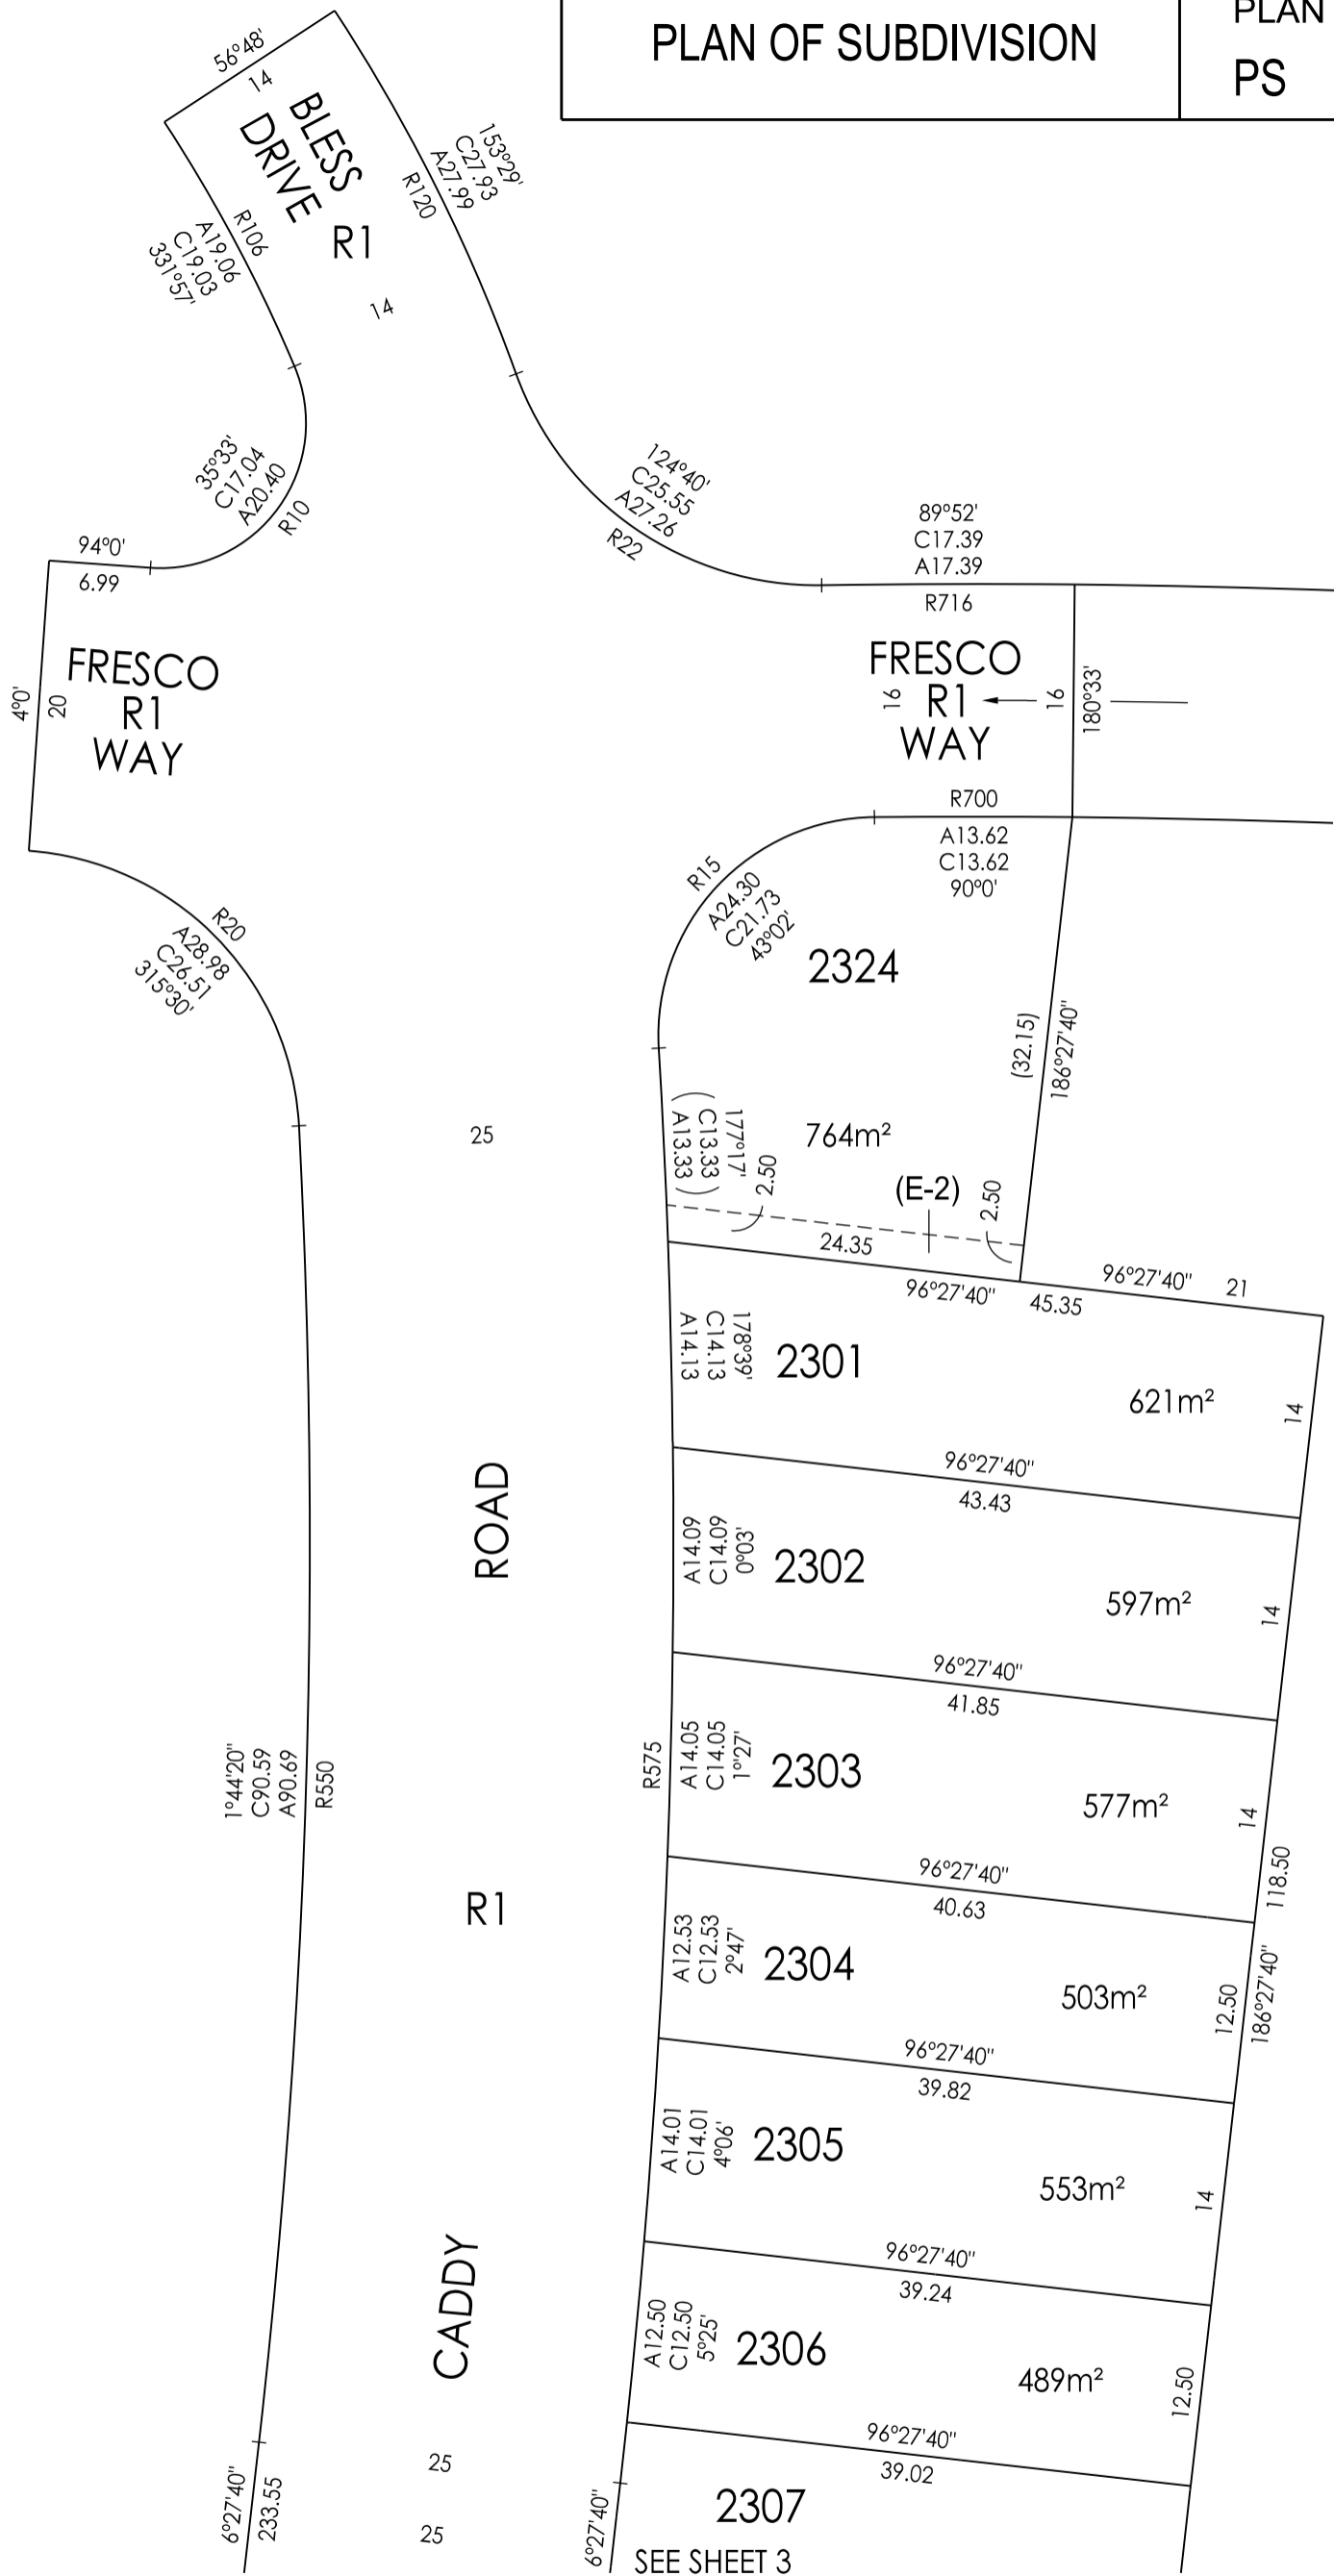 PLAN OF SUBDIVISION
PLAN
PS
56°48'
14
BLESS
DRIVE
R1
14
153°29'
C27.93
A27.99
R120
R106
A19.06
C19.03
331°57'
35°33'
C17.04
A20.40
R10
124°40'
C25.55
A27.26
R22
94°0'
6.99
89°52'
C17.39
A17.39
R716
4°0'
20
FRESCO
R1
WAY
FRESCO
16
R1
16
WAY
180°33'
R700
A13.62
C13.62
90°0'
R15
A24.30
C21.73
43°02'
R20
A28.98
C26.51
315°30'
2324
(32.15)
186°27'40"
25
177°17'
(C13.33)
(A13.33)
764m²
2.50
(E-2)
2.50
24.35
96°27'40"
45.35
96°27'40"
21
178°39'
C14.13
A14.13
2301
621m²
14
96°27'40"
43.43
ROAD
A14.09
C14.09
0°03'
2302
597m²
14
96°27'40"
41.85
1°44'20"
C90.59
A90.69
R550
R575
A14.05
C14.05
1°27'
2303
577m²
14
118.50
186°27'40"
96°27'40"
40.63
R1
A12.53
C12.53
2°47'
2304
503m²
12.50
96°27'40"
39.82
A14.01
C14.01
4°06'
2305
553m²
14
96°27'40"
39.24
CADDY
A12.50
C12.50
5°25'
2306
489m²
12.50
96°27'40"
39.02
25
6°27'40"
233.55
25
6°27'40"
2307
SEE SHEET 3